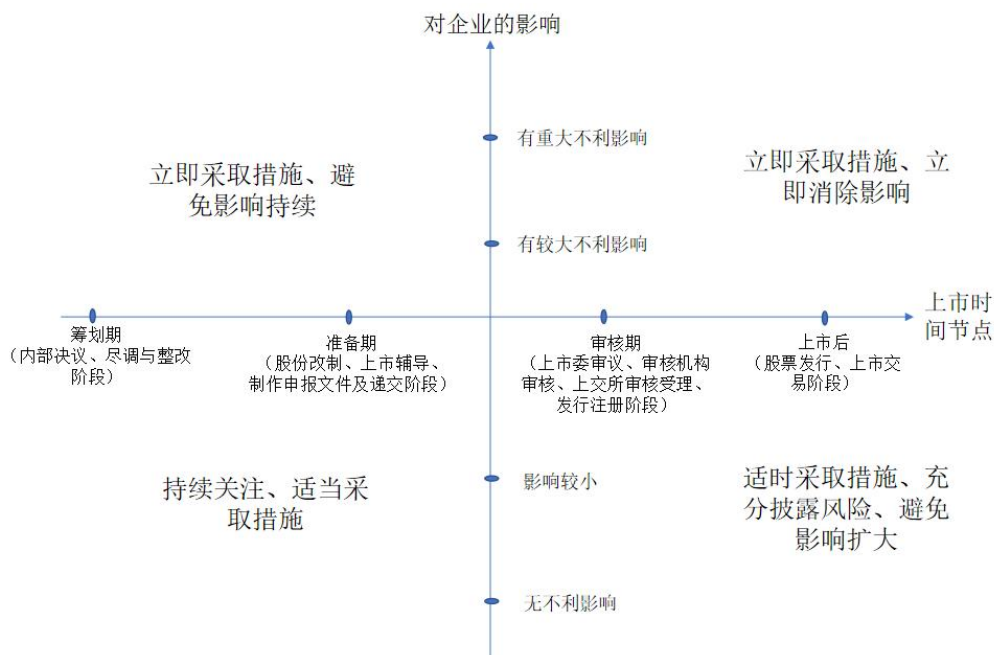 对企业的影响
有重大不利影响
立即采取措施、避
免影响持续
立即采取措施、立
即消除影响
有较大不利影响
上市时
间节点
筹划期
（内部决议、尽调与整改
阶段）
准备期
（股份改制、上市辅导、
制作申报文件及递交阶段）
审核期
（上市委审议、审核机构
审核、上交所审核受理、
发行注册阶段）
上市后
（股票发行、上市交
易阶段）
持续关注、适当采
取措施
影响较小
适时采取措施、充
分披露风险、避免
影响扩大
无不利影响